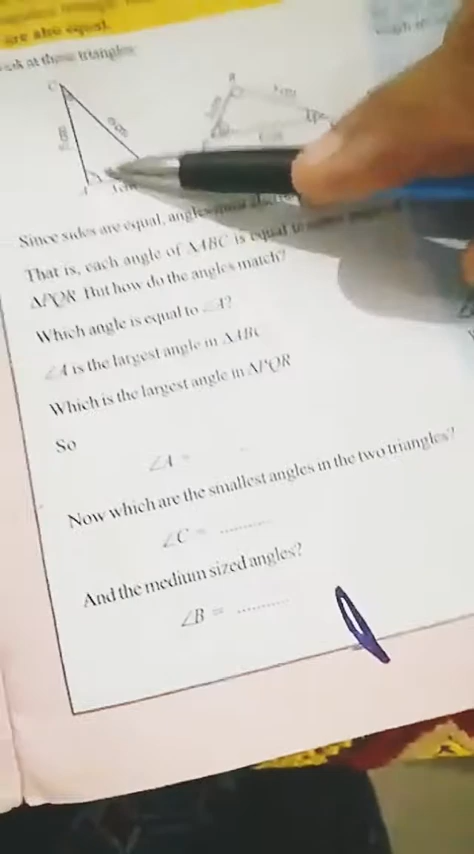 are also equal.
at these triangles
C
Since sides are equal, angles
That is, each angle of ΔABC is equal to
ΔPQR But how do the angles match?
Which angle is equal to ∠A?
∠A is the largest angle in ΔABC
Which is the largest angle in ΔPQR
So
∠A =
Now which are the smallest angles in the two triangles?
∠C = ..........
And the medium sized angles?
∠B = ..........